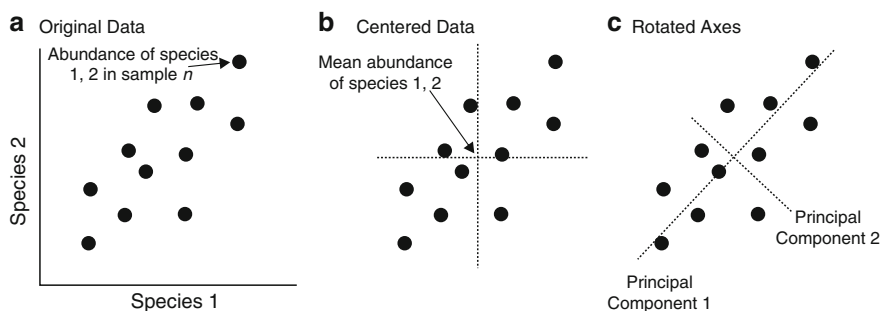 a Original Data
Abundance of species
1, 2 in sample n
Species 2
Species 1
b Centered Data
Mean abundance
of species 1, 2
c Rotated Axes
Principal
Component 2
Principal
Component 1